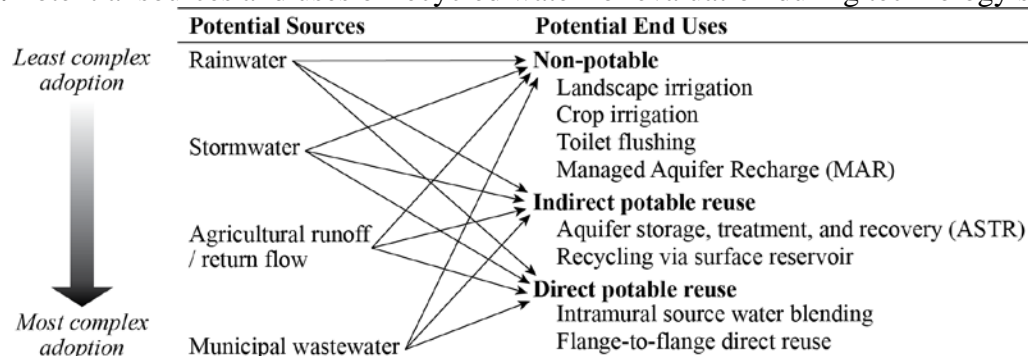 Potential Sources Potential End Uses
Least complex
adoption
Most complex
adoption
Rainwater
Stormwater
Agricultural runoff
/ return flow
Municipal wastewater
Non-potable
Landscape irrigation
Crop irrigation
Toilet flushing
Managed Aquifer Recharge (MAR)
Indirect potable reuse
Aquifer storage, treatment, and recovery (ASTR)
Recycling via surface reservoir
Direct potable reuse
Intramural source water blending
Flange-to-flange direct reuse